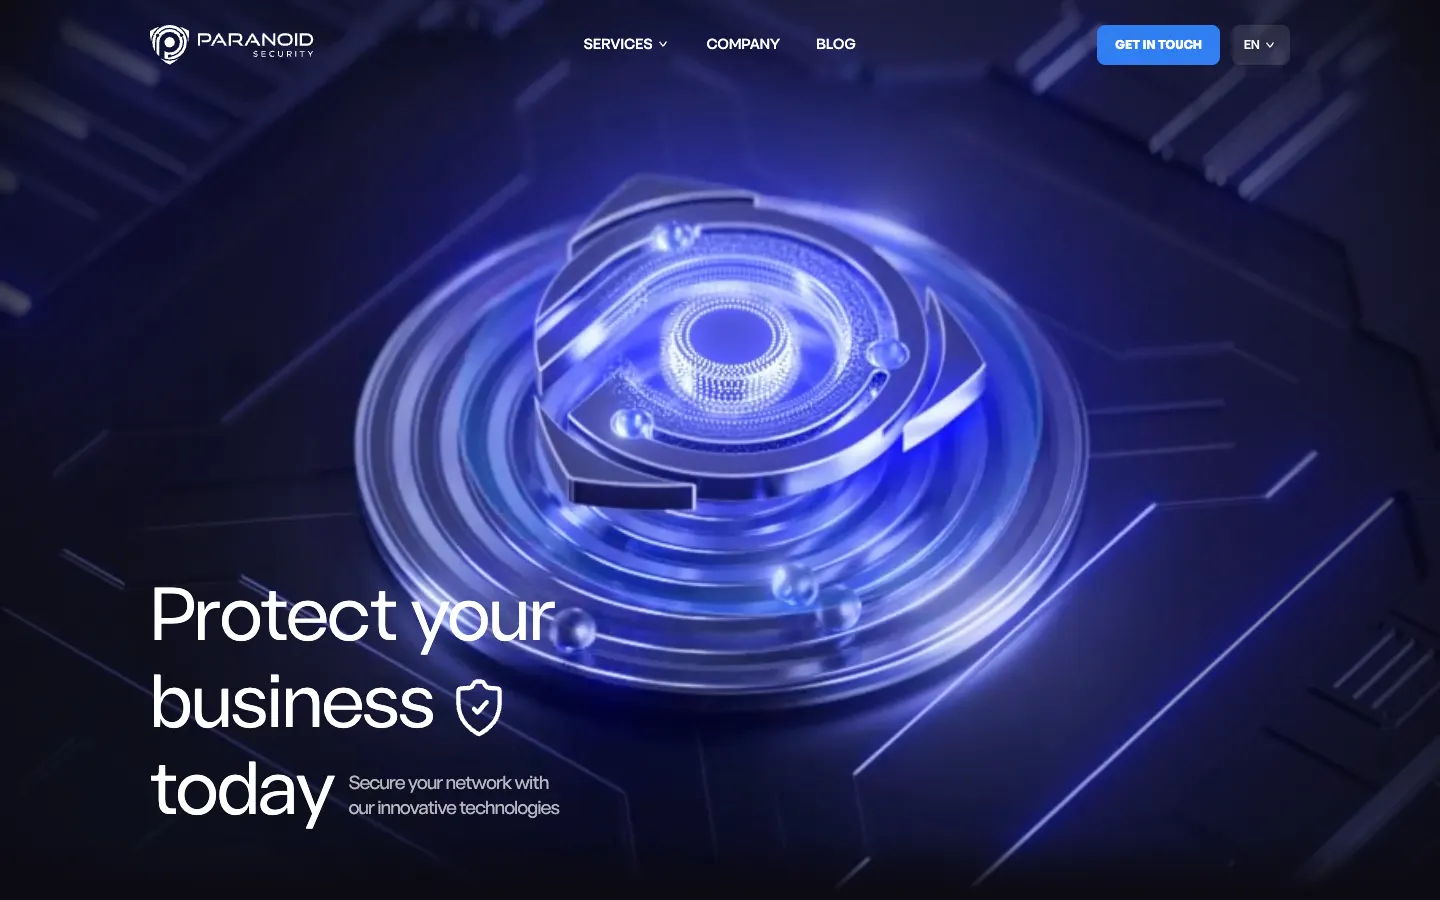 PARANOID
SECURITY
SERVICES
COMPANY
BLOG
GET IN TOUCH
EN
Protect your
business
today
Secure your network with
our innovative technologies